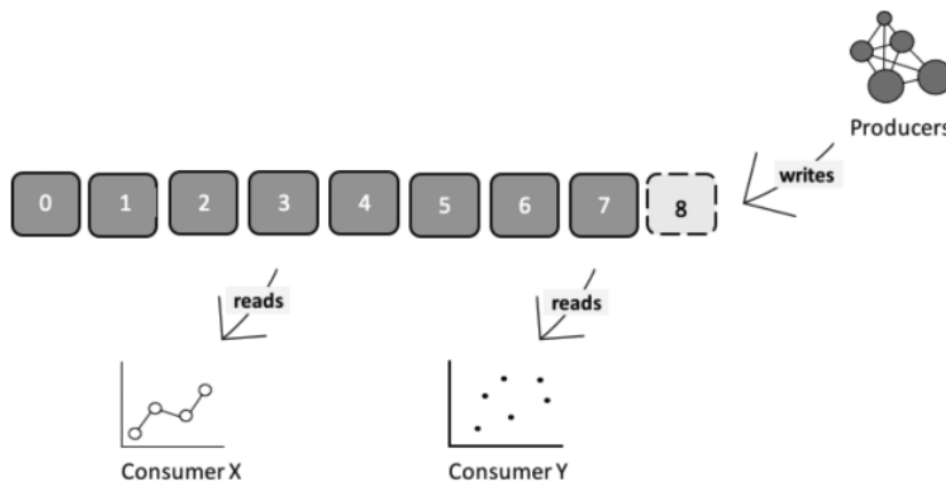 Producers
writes
0 1 2 3 4 5 6 7 8
reads reads
Consumer X Consumer Y